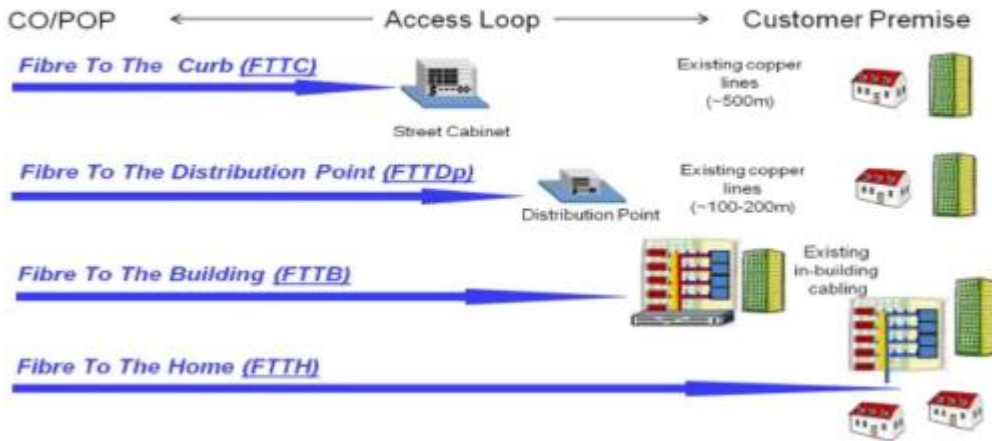 CO/POP
Access Loop
Customer Premise
Fibre To The Curb (FTTC)
Existing copper
lines
(~500m)
Street Cabinet
Fibre To The Distribution Point (FTTDp)
Existing copper
lines
(~100-200m)
Distribution Point
Fibre To The Building (FTTB)
Existing
in-building
cabling
Fibre To The Home (FTTH)